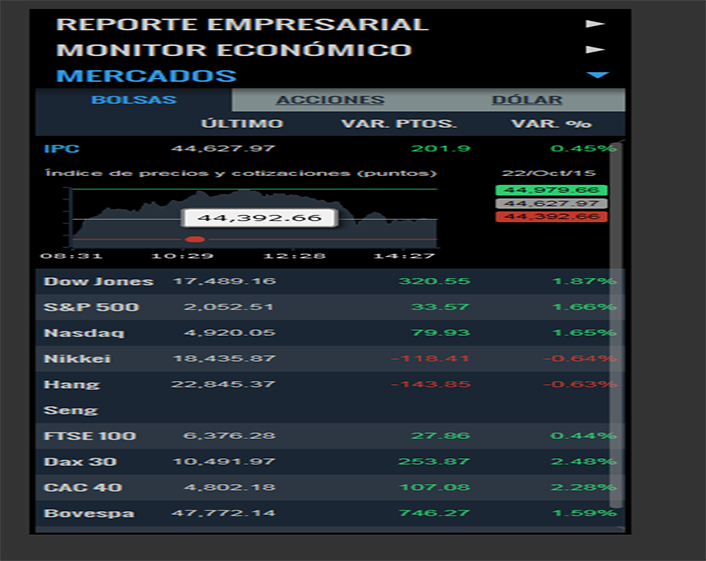 REPORTE EMPRESARIAL
MONITOR ECONÓMICO
MERCADOS
BOLSAS ACCIONES DÓLAR
ÚLTIMO VAR. PTOS. VAR. %
IPC 44,627.97 201.9 0.45%
Índice de precios y cotizaciones (puntos) 22/Oct/15
44,979.66
44,627.97
44,392.66
44,392.66
08:31 10:29 12:28 14:27
Dow Jones 17,489.16 320.55 1.87%
S&P 500 2,052.51 33.57 1.66%
Nasdaq 4,920.05 79.93 1.65%
Nikkei 18,435.87 -118.41 -0.64%
Hang 22,845.37 -143.85 -0.63%
Seng
FTSE 100 6,376.28 27.86 0.44%
Dax 30 10,491.97 253.87 2.48%
CAC 40 4,802.18 107.08 2.28%
Bovespa 47,772.14 746.27 1.59%